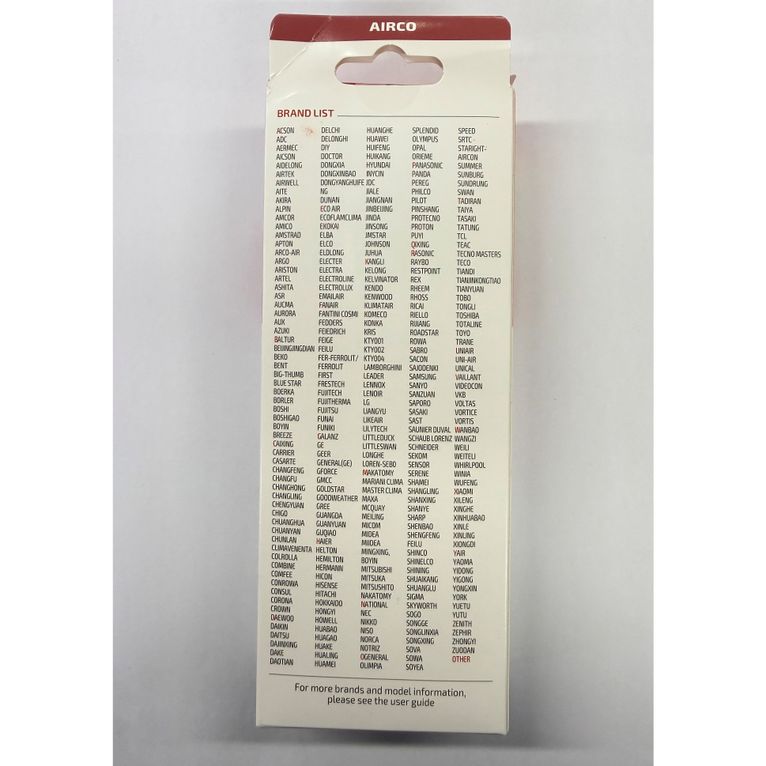 AIRCO
BRAND LIST
ACSON
ADC
AERMEC
AICSON
AIDELONG
AIRTEK
AIRWELL
AITE
AKIRA
ALPIN
AMCOR
AMICO
AMSTRAD
APTON
ARCO-AIR
ARGO
ARISTON
ARTEL
ASHITA
ASR
AUCMA
AURORA
AUX
AZUKI
BALTUR
BEIJINGJINGDIAN
BEKO
BENT
BIG-THUMB
BLUE STAR
BOERKA
BORLER
BOSHI
BOSHIGAO
BOYIN
BREEZE
CAIXING
CARRIER
CASARTE
CHANGFENG
CHANGFU
CHANGHONG
CHANGLING
CHENGYUAN
CHIGO
CHUANGHUA
CHUANYAN
CHUNLAN
CLIMAVENENTA
COLROLLA
COMBINE
COMFEE
CONROWA
CONSUL
CORONA
CROWN
DAEWOO
DAIKIN
DAITSU
DAJINXING
DAKE
DAOTIAN
DELCHI
DELONGHI
DIY
DOCTOR
DONGXIA
DONGXINBAO
DONGYANGHUIFE
NG
DUNAN
ECO AIR
ECOFLAMCLIMA
EKOKAI
ELBA
ELCO
ELDLONG
ELECTER
ELECTRA
ELECTROLINE
ELECTROLUX
EMAILAIR
FANAIR
FANTINI COSMI
FEDDERS
FEIEDRICH
FEIGE
FEILU
FER-FERROLIT/
FERROLIT
FIRST
FRESTECH
FUJITECH
FUJITHERMA
FUJITSU
FUNAI
FUNIKI
GALANZ
GE
GEER
GENERAL(GE)
GFORCE
GMCC
GOLDSTAR
GOODWEATHER
GREE
GUANGDA
GUANYUAN
GUQIAO
HAIER
HELTON
HEMILTON
HERMANN
HICON
HISENSE
HITACHI
HOKKAIDO
HONGYI
HOWELL
HUABAO
HUAGAO
HUAKE
HUALING
HUAMEI
HUANGHE
HUAWEI
HUIFENG
HUIKANG
HYUNDAI
INYCIN
JDC
JIALE
JIANGNAN
JINBEIJING
JINDA
JINSONG
JMSTAR
JOHNSON
JUHUA
KANGLI
KELONG
KELVINATOR
KENDO
KENWOOD
KLIMATAIR
KOMECO
KONKA
KRIS
KTY001
KTY002
KTY004
LAMBORGHINI
LEADER
LENNOX
LENOIR
LG
LIANGYU
LIKEAIR
LILYTECH
LITTLEDUCK
LITTLESWAN
LONGHE
LOREN-SEBO
MAKATOMY
MARIANI CLIMA
MASTER CLIMA
MAXA
MCQUAY
MEILING
MICOM
MIDEA
MIIDEA
MINGXING,
BOYIN
MITSUBISHI
MITSUKA
MITSUSHITO
NAKATOMY
NATIONAL
NEC
NIKKO
NISO
NORCA
NOTRIZ
OGENERAL
OLIMPIA
SPLENDID
OLYMPUS
OPAL
ORIEME
PANASONIC
PANDA
PEREG
PHILCO
PILOT
PINSHANG
PROTECNO
PROTON
PUYI
QIXING
RASONIC
RAYBO
RESTPOINT
REX
RHEEM
RHOSS
RICAI
RIELLO
RIJIANG
ROADSTAR
ROWA
SABRO
SACON
SAIJODENKI
SAMSUNG
SANYO
SANZUAN
SAPORO
SASAKI
SAST
SAUNIER DUVAL
SCHAUB LORENZ
SCHNEIDER
SEKOM
SENSOR
SERENE
SHAMEI
SHANGLING
SHANXING
SHANYE
SHARP
SHENBAO
SHENGFENG
FEILU
SHINCO
SHINELCO
SHINING
SHUAIKANG
SHUANGLU
SIGMA
SKYWORTH
SOGO
SONGGE
SONGLINXIA
SONGXING
SOVA
SOWA
SOYEA
SPEED
SRTC
STARIGHT-
AIRCON
SUMMER
SUNBURG
SUNDRUNG
SWAN
TADIRAN
TAIYA
TASAKI
TATUNG
TCL
TEAC
TECNO MASTERS
TECO
TIANDI
TIANJINKONGTIAO
TIANYUAN
TOBO
TONGLI
TOSHIBA
TOTALINE
TOYO
TRANE
UNIAIR
UNI-AIR
UNICAL
VAILLANT
VIDEOCON
VKB
VOLTAS
VORTICE
VORTIS
WANBAO
WANGZI
WEILI
WEITELI
WHIRLPOOL
WINIA
WUFENG
XIAOMI
XILENG
XINGHE
XINHUABAO
XINLE
XINLING
XIONGDI
YAIR
YAOMA
YIDONG
YIGONG
YONGXIN
YORK
YUETU
YUTU
ZENITH
ZEPHIR
ZHONGYI
ZUODAN
OTHER
For more brands and model information,
please see the user guide